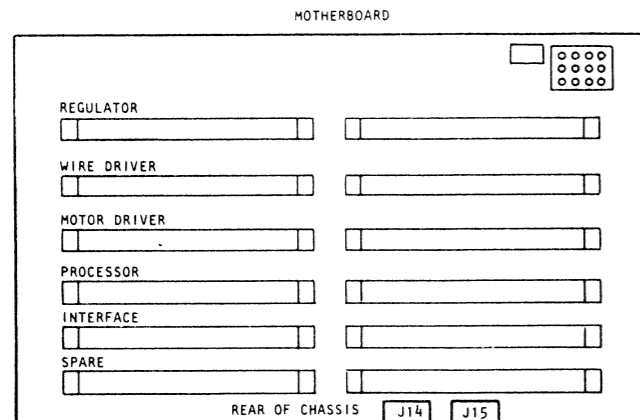 MOTHERBOARD
REGULATOR
WIRE DRIVER
MOTOR DRIVER
PROCESSOR
INTERFACE
SPARE
REAR OF CHASSIS J14 J15